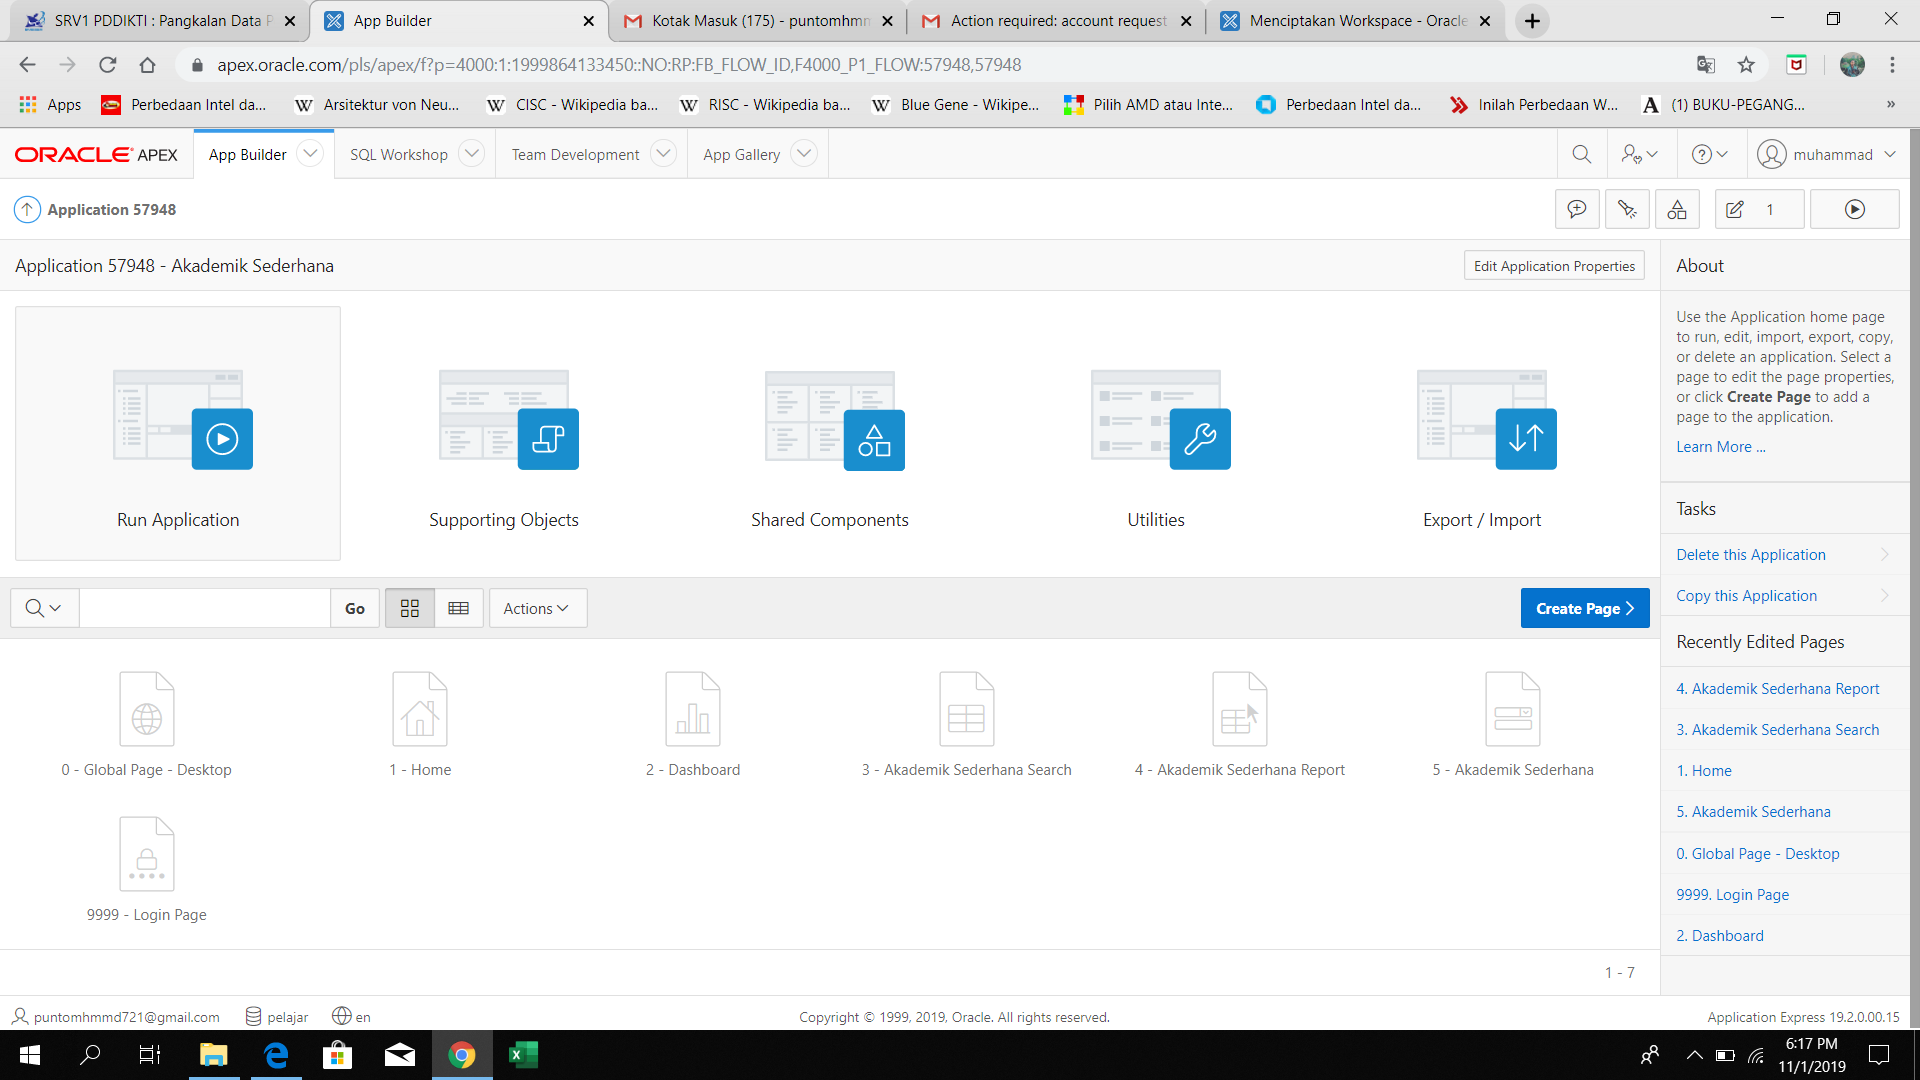 SRV1 PDDIKTI : Pangkalan Data P
App Builder
Kotak Masuk (175) - puntomhmm
Action required: account request
Menciptakan Workspace - Oracle
apex.oracle.com/pls/apex/f?p=4000:1:1999864133450::NO:RP:FB_FLOW_ID,F4000_P1_FLOW:57948,57948
Apps
Perbedaan Intel da...
Arsitektur von Neu...
CISC - Wikipedia ba...
RISC - Wikipedia ba...
Blue Gene - Wikipe...
Pilih AMD atau Inte...
Perbedaan Intel da...
Inilah Perbedaan W...
(1) BUKU-PEGANG...
»
ORACLE APEX
App Builder
SQL Workshop
Team Development
App Gallery
muhammad
Application 57948
1
Application 57948 - Akademik Sederhana
Edit Application Properties
Run Application
Supporting Objects
Shared Components
Utilities
Export / Import
Go
Actions
Create Page
0 - Global Page - Desktop
1 - Home
2 - Dashboard
3 - Akademik Sederhana Search
4 - Akademik Sederhana Report
5 - Akademik Sederhana
9999 - Login Page
1 - 7
About
Use the Application home page
to run, edit, import, export, copy,
or delete an application. Select a
page to edit the page properties,
or click Create Page to add a
page to the application.
Learn More ...
Tasks
Delete this Application
Copy this Application
Recently Edited Pages
4. Akademik Sederhana Report
3. Akademik Sederhana Search
1. Home
5. Akademik Sederhana
0. Global Page - Desktop
9999. Login Page
2. Dashboard
puntomhmmd721@gmail.com
pelajar
en
Copyright © 1999, 2019, Oracle. All rights reserved.
Application Express 19.2.0.00.15
6:17 PM
11/1/2019